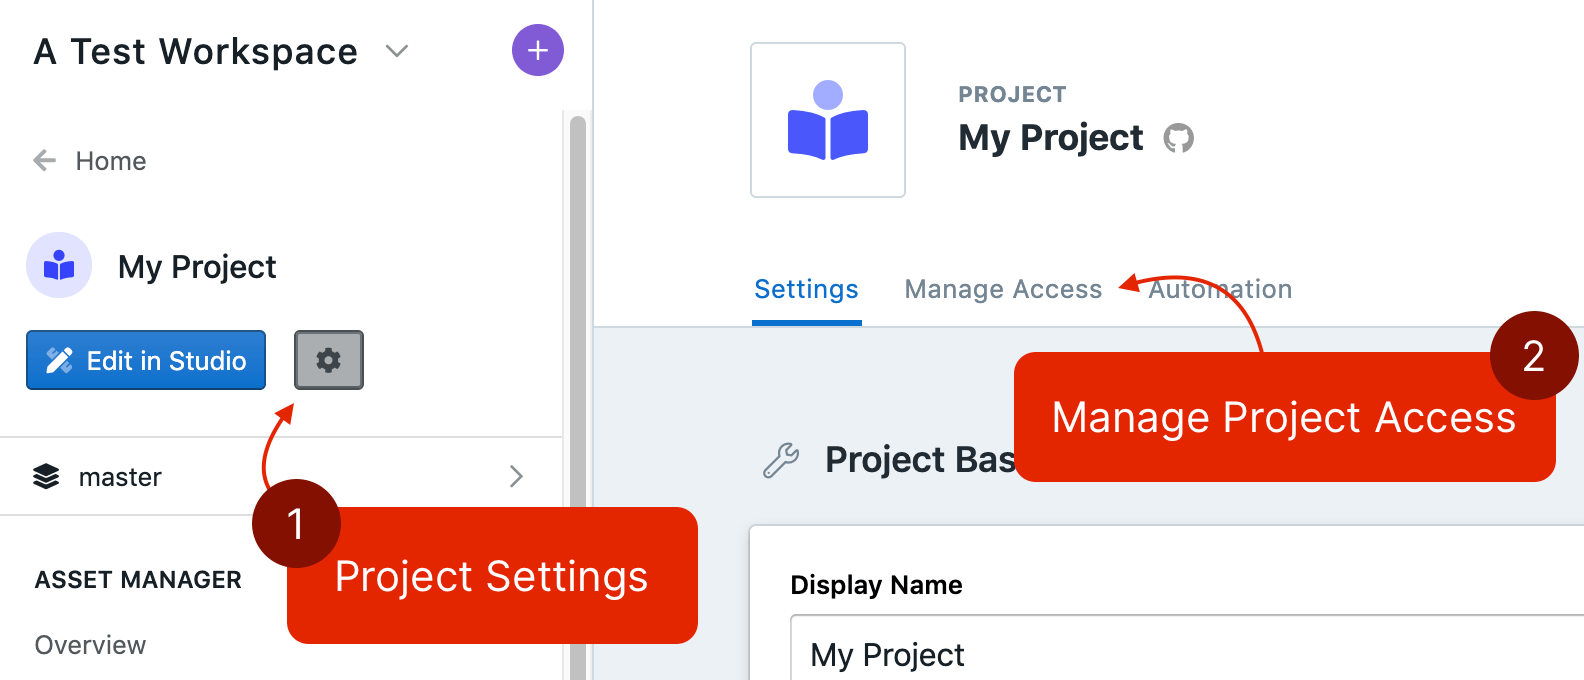 A Test Workspace
Home
My Project
Edit in Studio
master
1
Project Settings
ASSET MANAGER
Overview
PROJECT
My Project
Settings
Manage Access
Automation
2
Manage Project Access
Project Bas
Display Name
My Project